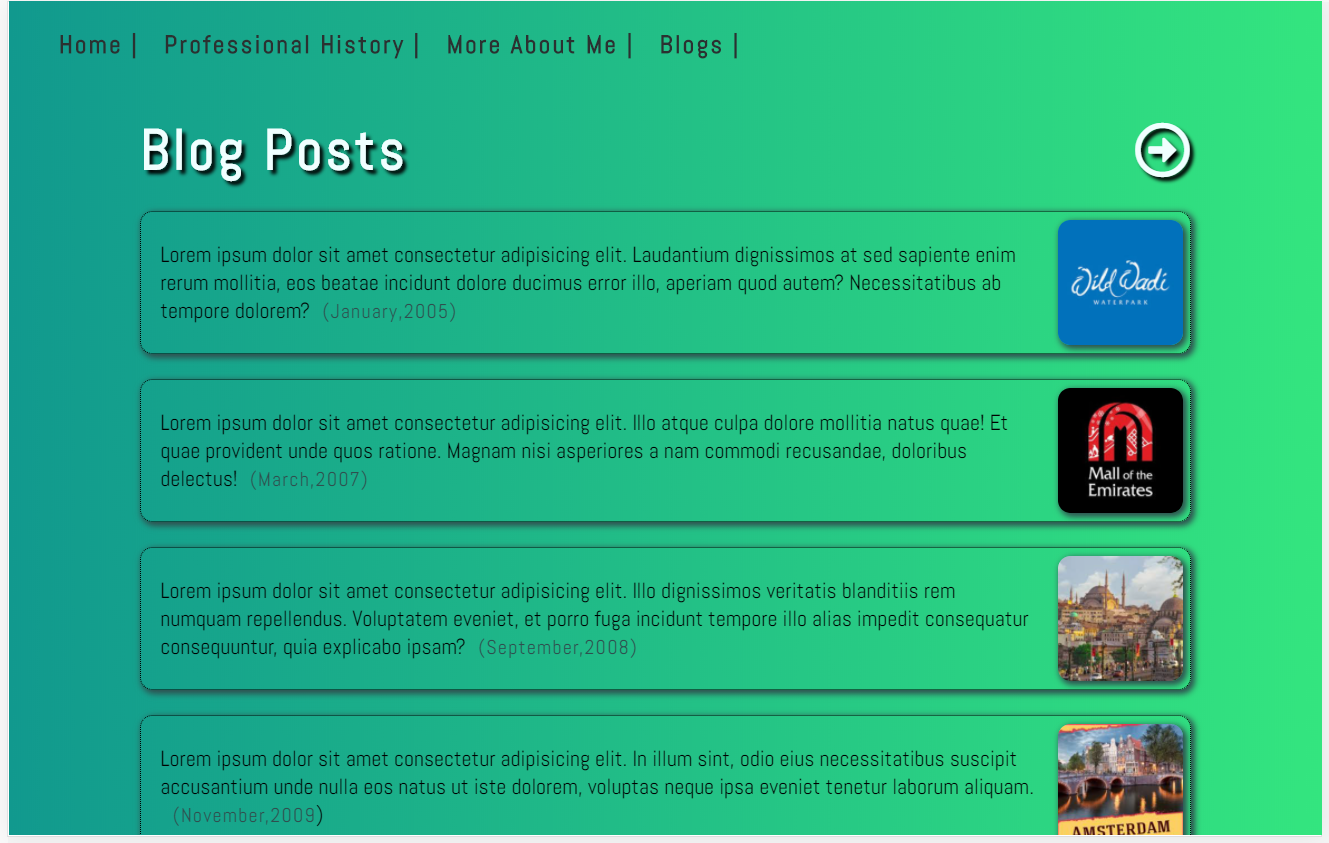 Home | Professional History | More About Me | Blogs |
Blog Posts
Lorem ipsum dolor sit amet consectetur adipisicing elit. Laudantium dignissimos at sed sapiente enim
rerum mollitia, eos beatae incidunt dolore ducimus error illo, aperiam quod autem? Necessitatibus ab
tempore dolorem? (January,2005)
Wild Wadi
WATERPARK
Lorem ipsum dolor sit amet consectetur adipisicing elit. Illo atque culpa dolore mollitia natus quae! Et
quae provident unde quos ratione. Magnam nisi asperiores a nam commodi recusandae, doloribus
delectus! (March,2007)
Mall of the
Emirates
Lorem ipsum dolor sit amet consectetur adipisicing elit. Illo dignissimos veritatis blanditiis rem
numquam repellendus. Voluptatem eveniet, et porro fuga incidunt tempore illo alias impedit consequatur
consequuntur, quia explicabo ipsam? (September,2008)
Lorem ipsum dolor sit amet consectetur adipisicing elit. In illum sint, odio eius necessitatibus suscipit
accusantium unde nulla eos natus ut iste dolorem, voluptas neque ipsa eveniet tenetur laborum aliquam.
(November,2009)
AMSTERDAM